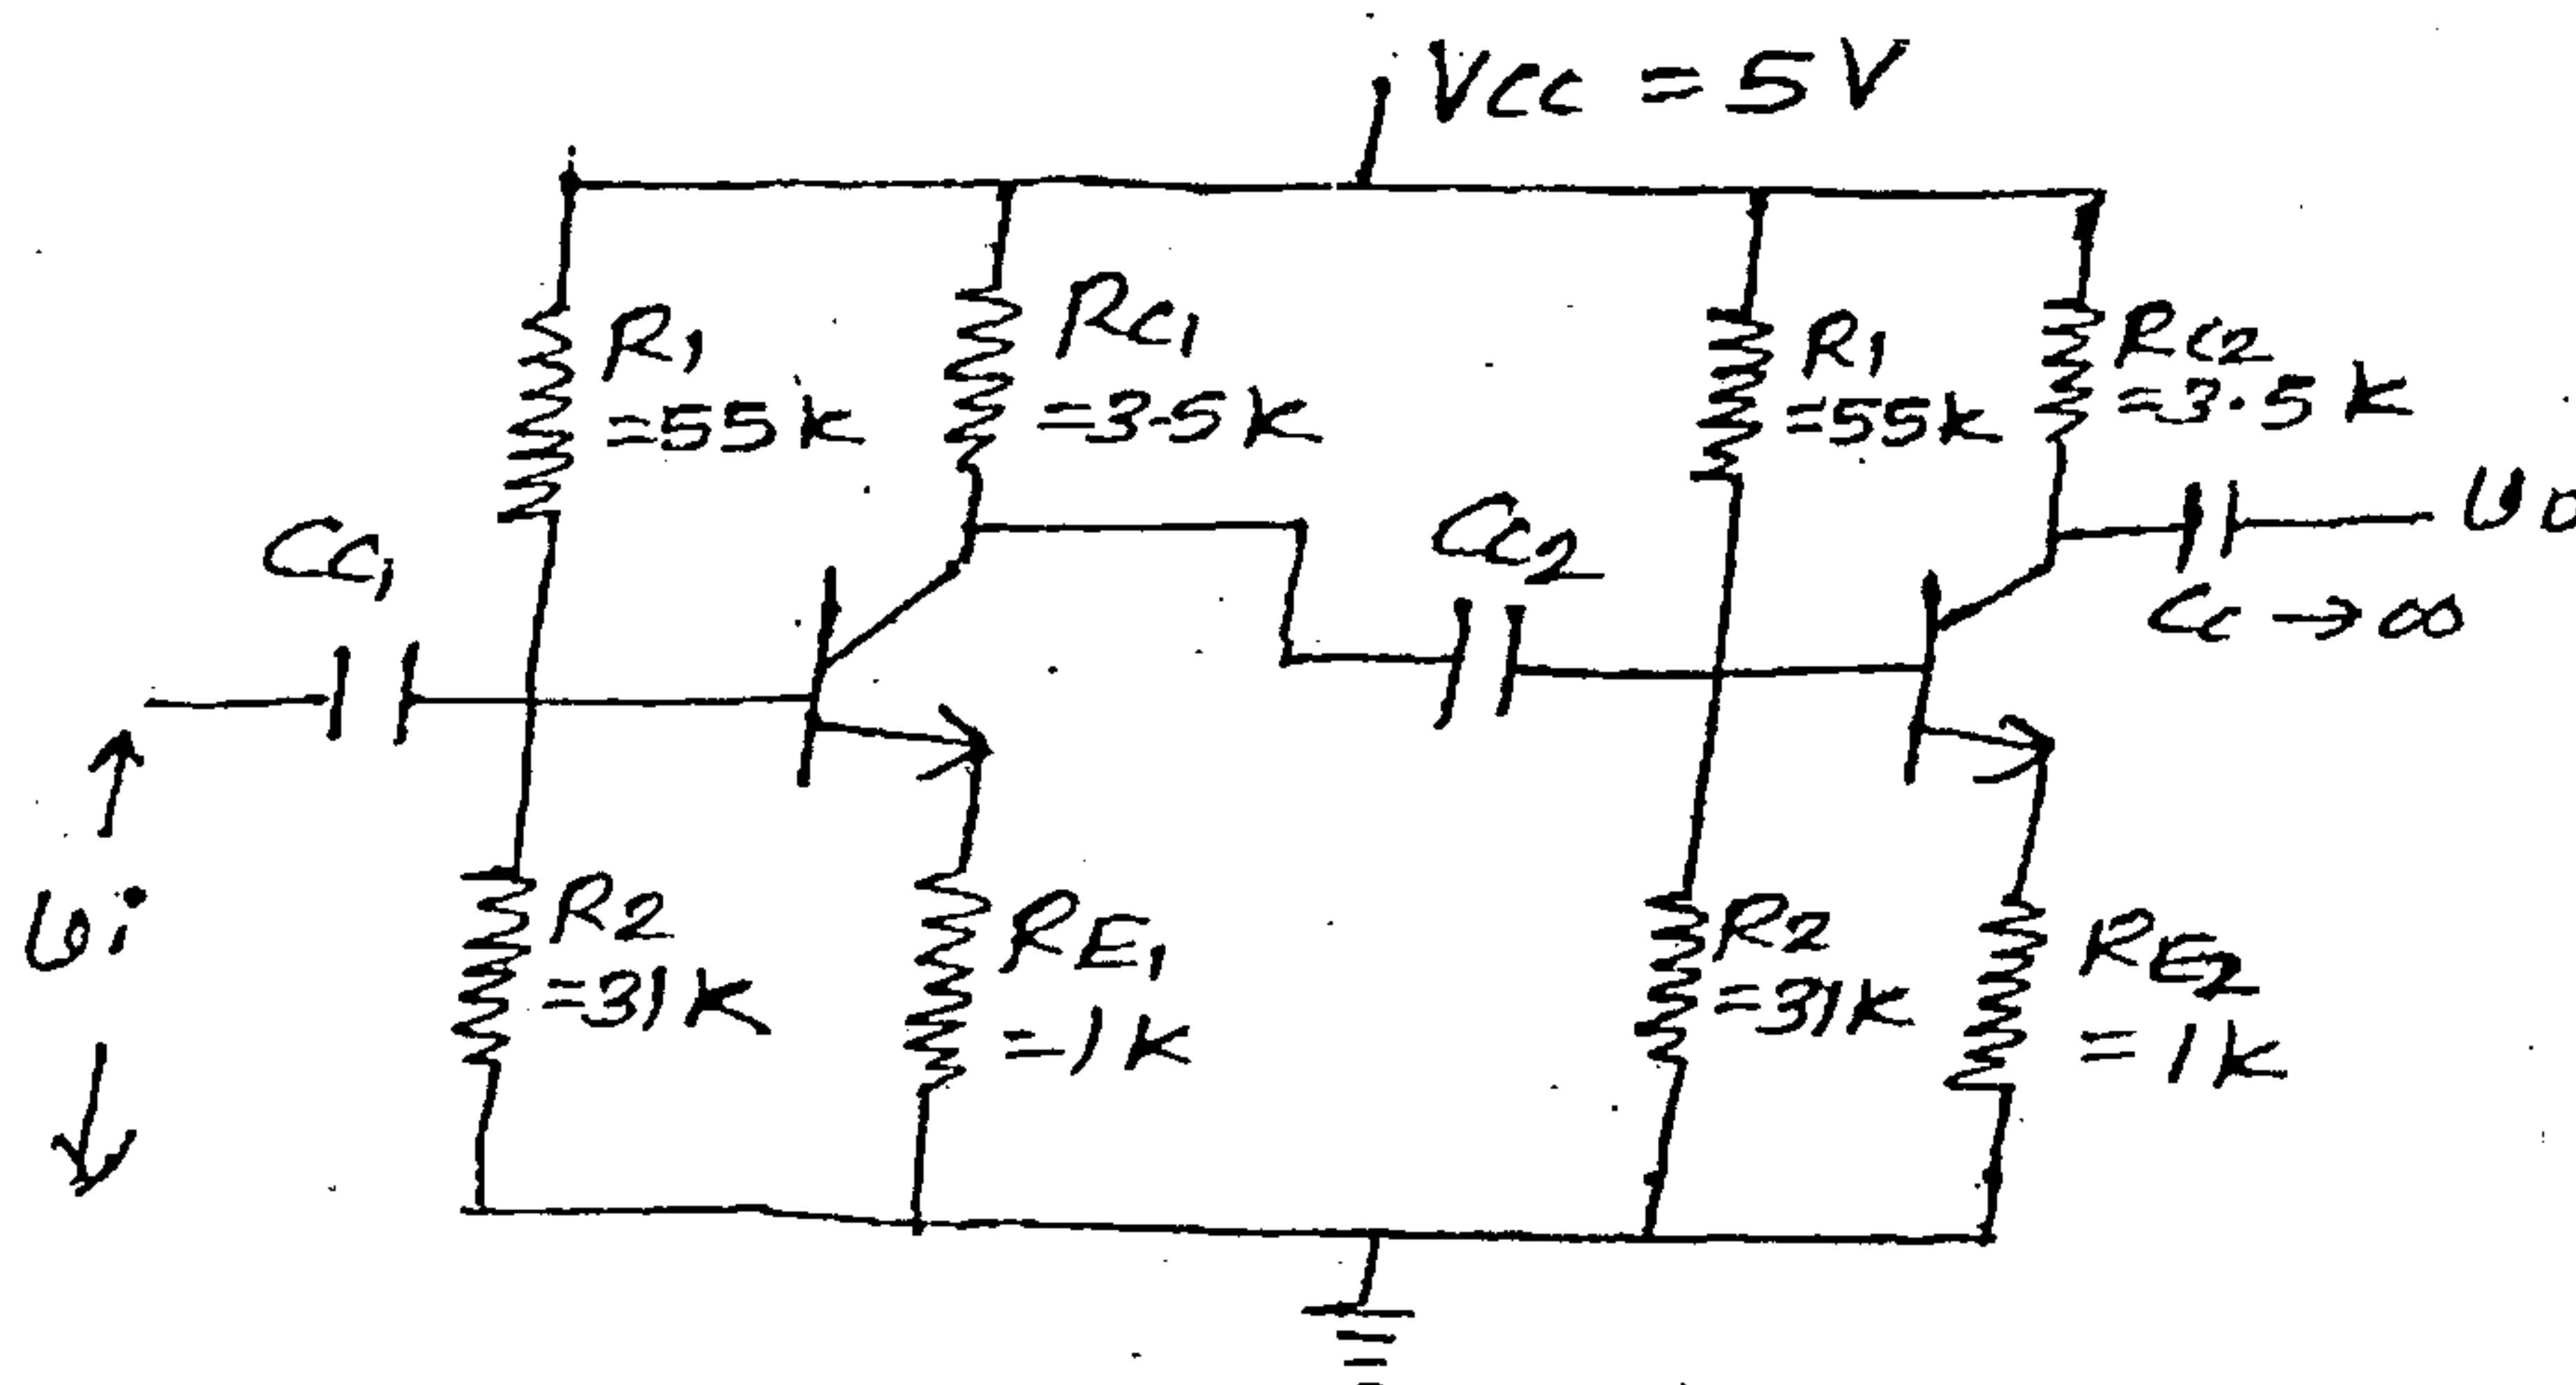 VCC = 5V
R1
=55k
RC1
=3.5k
R1
=55k
RC2
=3.5k
CC1
CC2
vo
Cc → ∞
vi
R2
=31k
RE1
=1k
R2
=31k
RE2
=1k